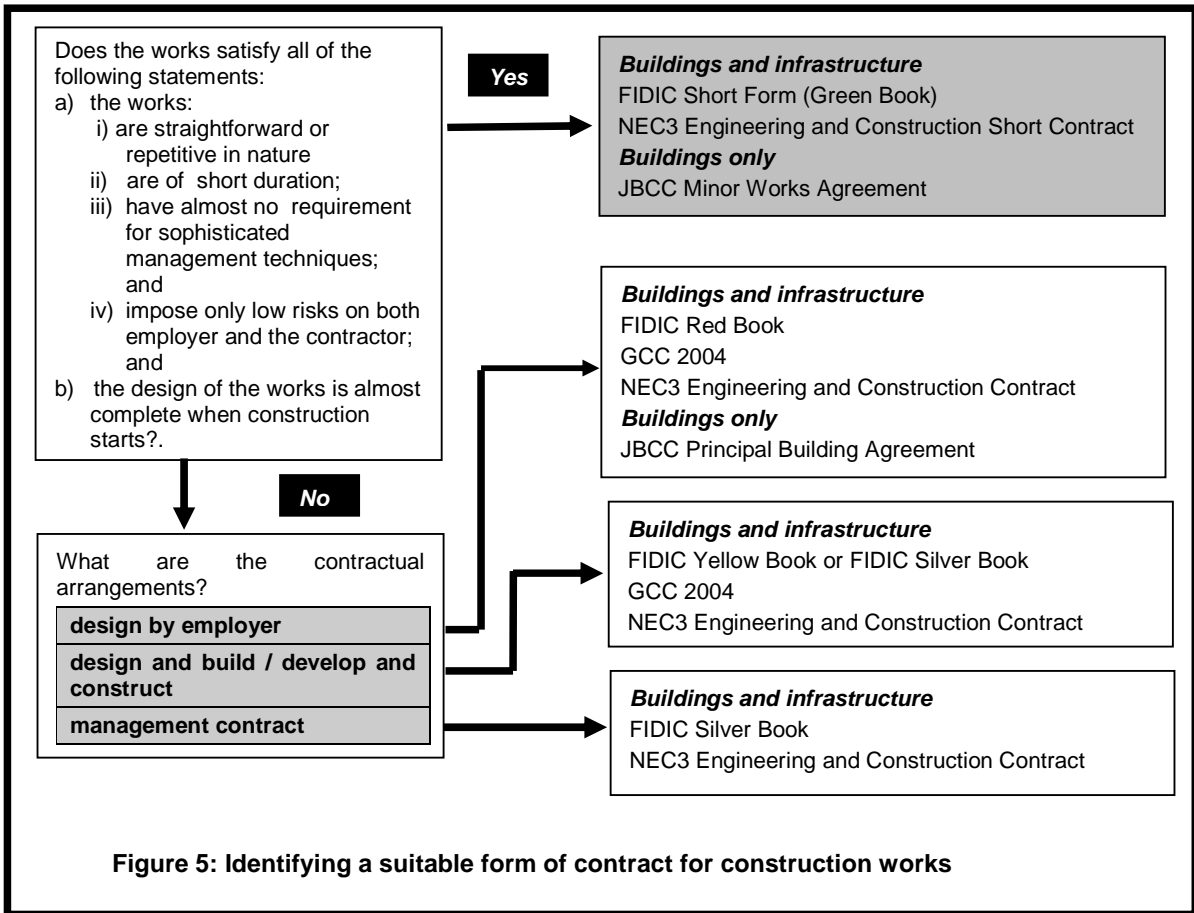 Does the works satisfy all of the
following statements:
a) the works:
i) are straightforward or
repetitive in nature
ii) are of short duration;
iii) have almost no requirement
for sophisticated
management techniques;
and
iv) impose only low risks on both
employer and the contractor;
and
b) the design of the works is almost
complete when construction
starts?.
Yes
Buildings and infrastructure
FIDIC Short Form (Green Book)
NEC3 Engineering and Construction Short Contract
Buildings only
JBCC Minor Works Agreement
No
What are the contractual
arrangements?
design by employer
design and build / develop and
construct
management contract
Buildings and infrastructure
FIDIC Red Book
GCC 2004
NEC3 Engineering and Construction Contract
Buildings only
JBCC Principal Building Agreement
Buildings and infrastructure
FIDIC Yellow Book or FIDIC Silver Book
GCC 2004
NEC3 Engineering and Construction Contract
Buildings and infrastructure
FIDIC Silver Book
NEC3 Engineering and Construction Contract
Figure 5: Identifying a suitable form of contract for construction works